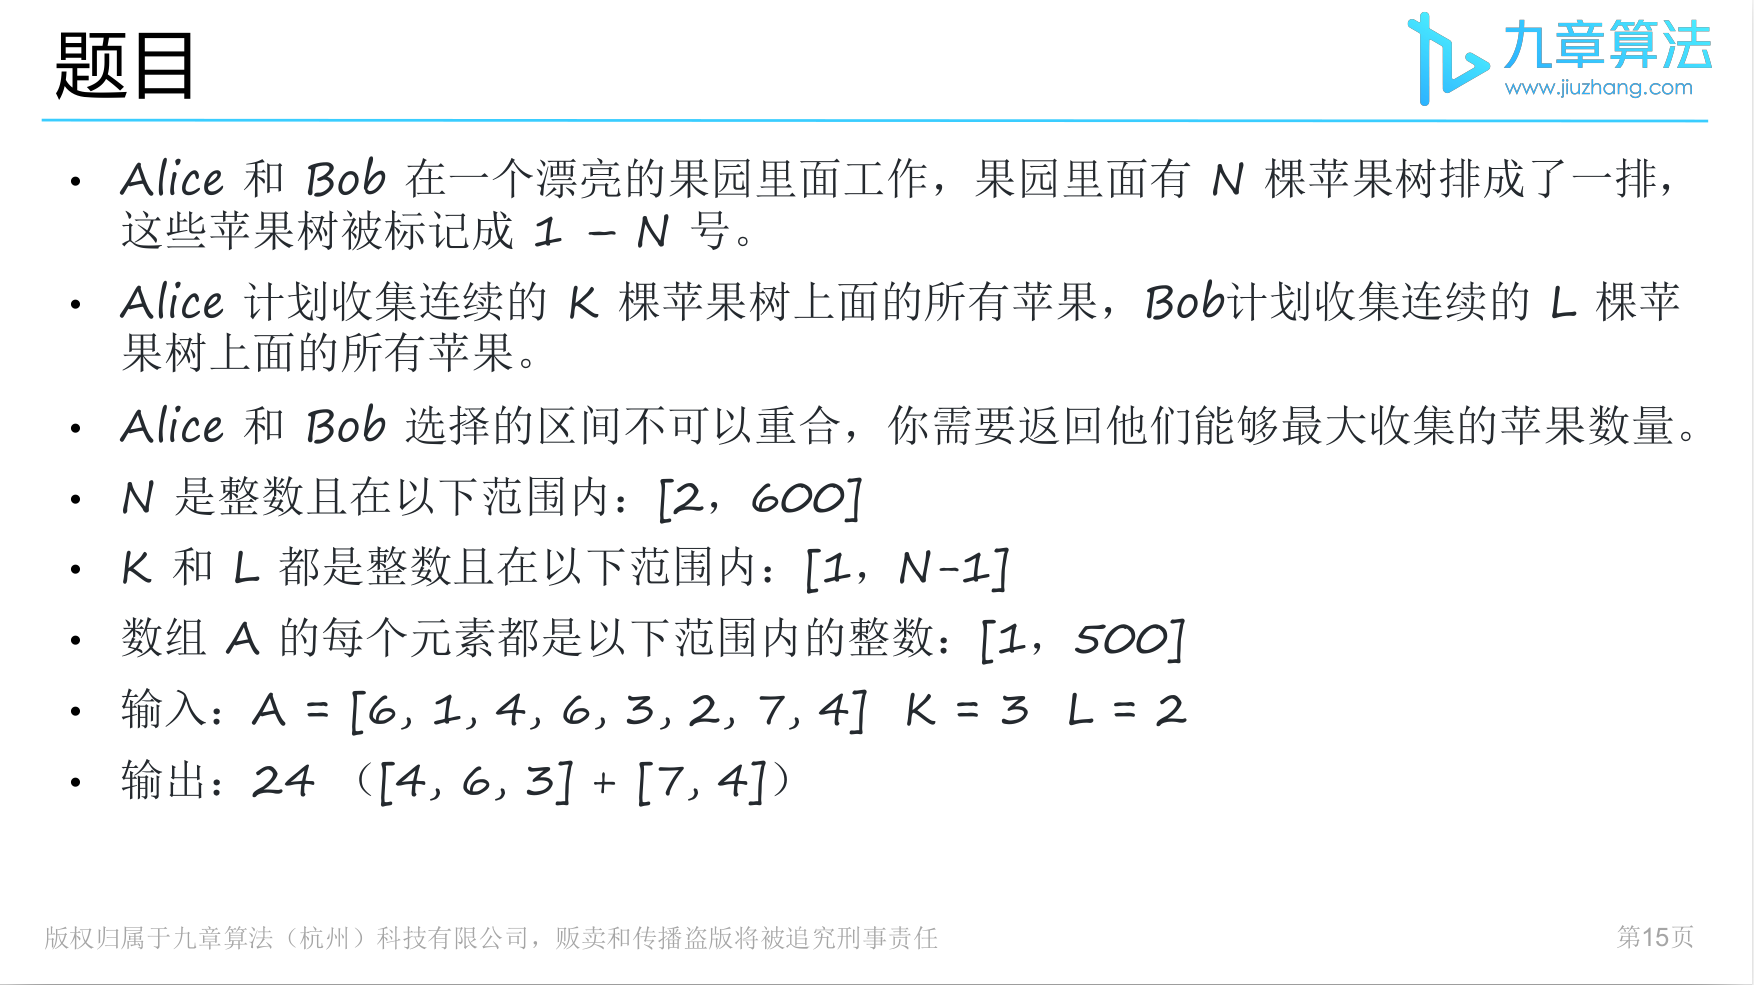 题目
九章算法
www.jiuzhang.com
• Alice 和 Bob 在一个漂亮的果园里面工作，果园里面有 N 棵苹果树排成了一排，
这些苹果树被标记成 1 – N 号。
• Alice 计划收集连续的 K 棵苹果树上面的所有苹果，Bob计划收集连续的 L 棵苹
果树上面的所有苹果。
• Alice 和 Bob 选择的区间不可以重合，你需要返回他们能够最大收集的苹果数量。
• N 是整数且在以下范围内：[2，600]
• K 和 L 都是整数且在以下范围内：[1，N-1]
• 数组 A 的每个元素都是以下范围内的整数：[1，500]
• 输入：A = [6, 1, 4, 6, 3, 2, 7, 4] K = 3 L = 2
• 输出：24 （[4, 6, 3] + [7, 4]）
版权归属于九章算法（杭州）科技有限公司，贩卖和传播盗版将被追究刑事责任
第15页